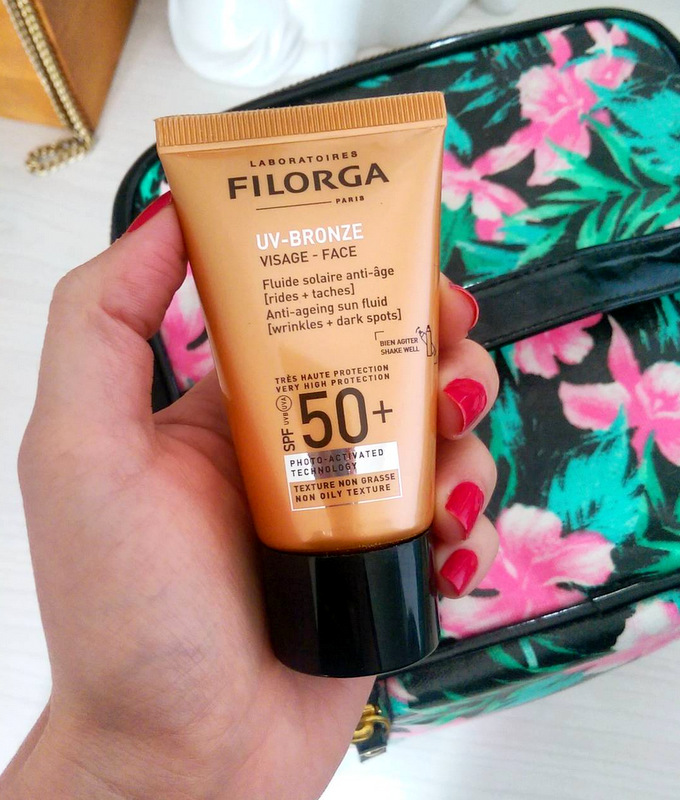 LABORATOIRES
FILORGA
PARIS
UV-BRONZE
VISAGE - FACE
Fluide solaire anti-âge
[rides + taches]
Anti-ageing sun fluid
[wrinkles + dark spots]
BIEN AGITER
SHAKE WELL
TRÈS HAUTE PROTECTION
VERY HIGH PROTECTION
SPF UVB UVA 50+
PHOTO-ACTIVATED
TECHNOLOGY
TEXTURE NON GRASSE
NON OILY TEXTURE